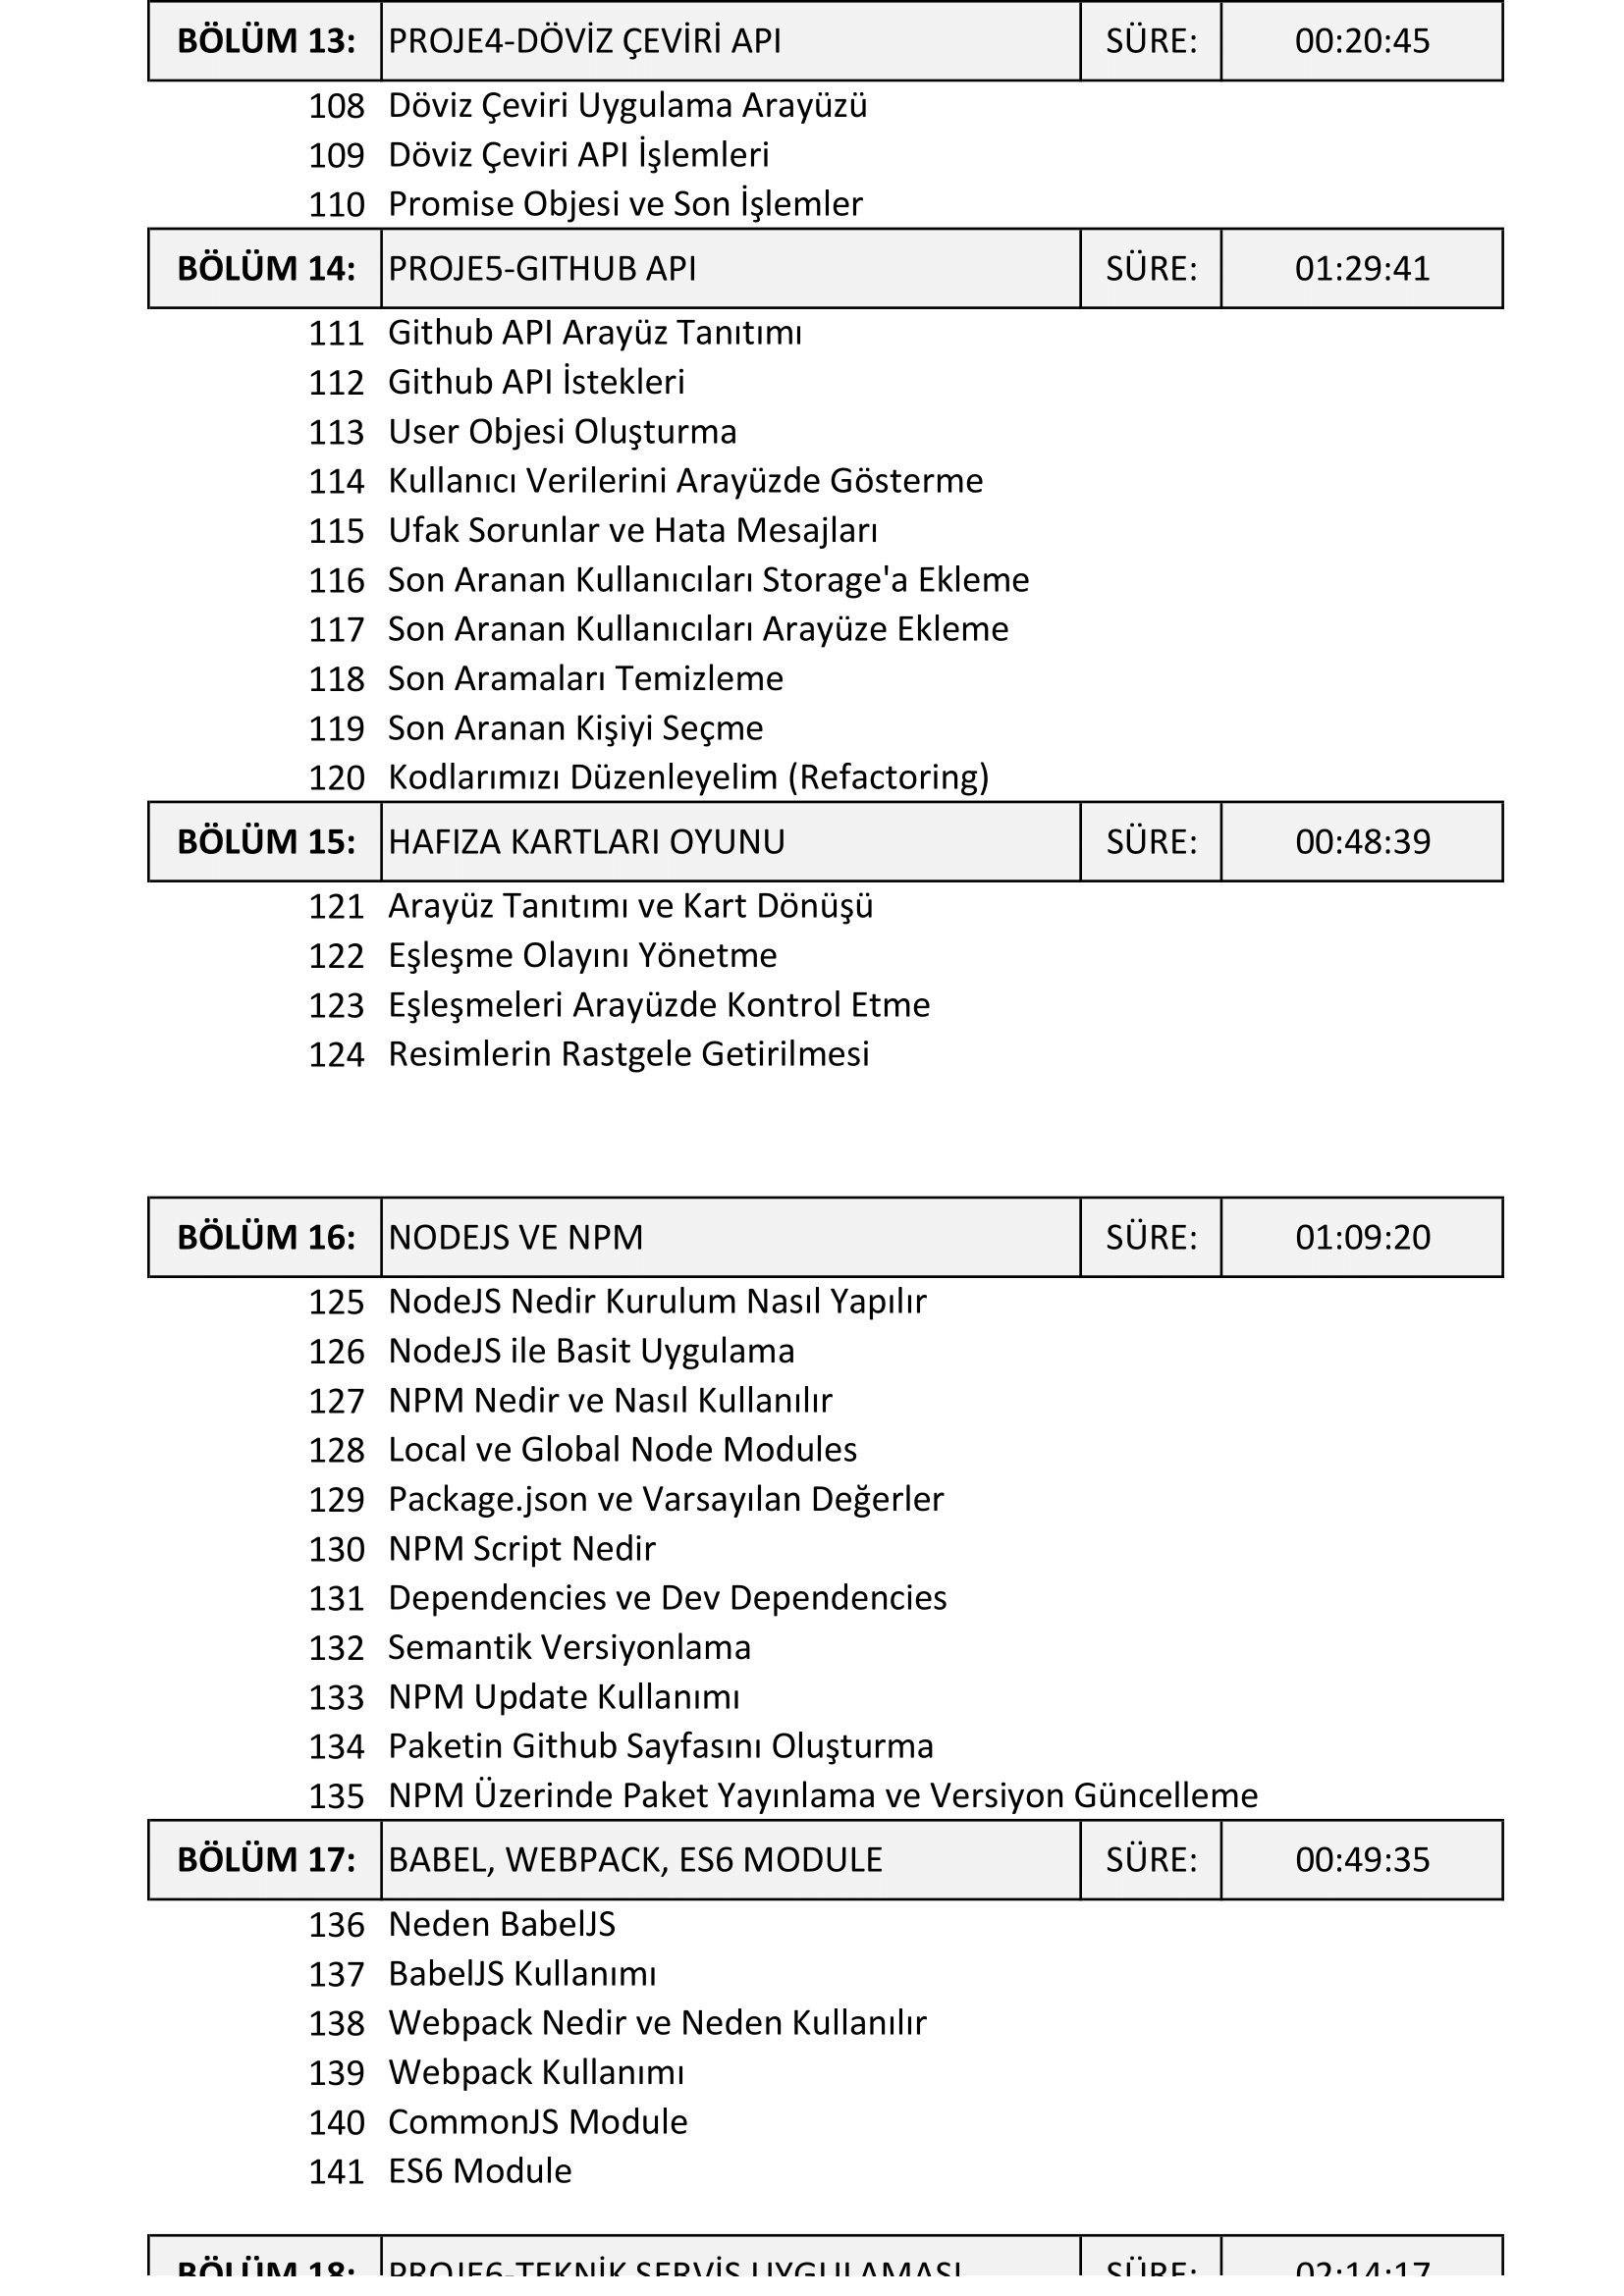 BÖLÜM 13: PROJE4-DÖVİZ ÇEVİRİ API SÜRE: 00:20:45
108 Döviz Çeviri Uygulama Arayüzü
109 Döviz Çeviri API İşlemleri
110 Promise Objesi ve Son İşlemler
BÖLÜM 14: PROJE5-GITHUB API SÜRE: 01:29:41
111 Github API Arayüz Tanıtımı
112 Github API İstekleri
113 User Objesi Oluşturma
114 Kullanıcı Verilerini Arayüzde Gösterme
115 Ufak Sorunlar ve Hata Mesajları
116 Son Aranan Kullanıcıları Storage'a Ekleme
117 Son Aranan Kullanıcıları Arayüze Ekleme
118 Son Aramaları Temizleme
119 Son Aranan Kişiyi Seçme
120 Kodlarımızı Düzenleyelim (Refactoring)
BÖLÜM 15: HAFIZA KARTLARI OYUNU SÜRE: 00:48:39
121 Arayüz Tanıtımı ve Kart Dönüşü
122 Eşleşme Olayını Yönetme
123 Eşleşmeleri Arayüzde Kontrol Etme
124 Resimlerin Rastgele Getirilmesi
BÖLÜM 16: NODEJS VE NPM SÜRE: 01:09:20
125 NodeJS Nedir Kurulum Nasıl Yapılır
126 NodeJS ile Basit Uygulama
127 NPM Nedir ve Nasıl Kullanılır
128 Local ve Global Node Modules
129 Package.json ve Varsayılan Değerler
130 NPM Script Nedir
131 Dependencies ve Dev Dependencies
132 Semantik Versiyonlama
133 NPM Update Kullanımı
134 Paketin Github Sayfasını Oluşturma
135 NPM Üzerinde Paket Yayınlama ve Versiyon Güncelleme
BÖLÜM 17: BABEL, WEBPACK, ES6 MODULE SÜRE: 00:49:35
136 Neden BabelJS
137 BabelJS Kullanımı
138 Webpack Nedir ve Neden Kullanılır
139 Webpack Kullanımı
140 CommonJS Module
141 ES6 Module
BÖLÜM 18: PROJE6-TEKNİK SERVİS UYGULAMASI SÜRE: 02:14:17